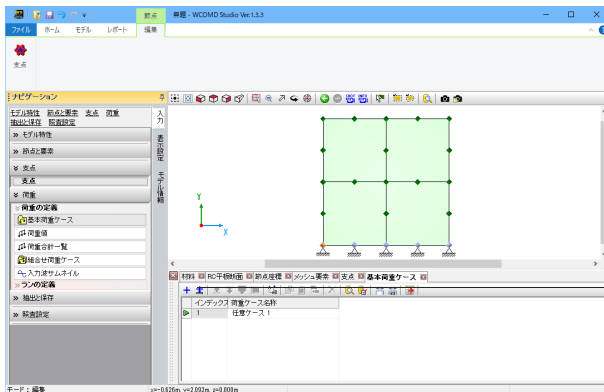 節点
無題 - WCOMD Studio Ver.1.3.3
ファイル ホーム モデル レポート 編集
支点
ナビゲーション
モデル特性 節点と要素 支点 荷重
抽出と保存 照査設定
モデル特性
節点と要素
支点
支点
荷重
荷重の定義
基本荷重ケース
荷重値
荷重合計一覧
組合せ荷重ケース
入力波サムネイル
ランの定義
抽出と保存
照査設定
入力
表示設定
モデル情報
Y
X
材料 RC平板断面 節点座標 メッシュ要素 支点 基本荷重ケース
インデックス 荷重ケース名称
1 任意ケース 1
モード : 編集
x=-0.626m, y=2.092m, z=0.000m